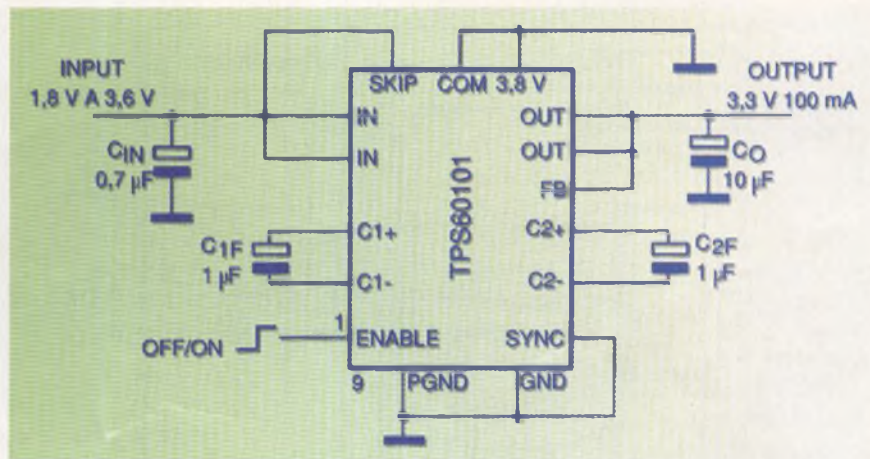 INPUT
1,8 V A 3,6 V
SKIP COM 3,8 V
OUTPUT
3,3 V 100 mA
IN
OUT
CIN
0,7 µF
IN
OUT
CO
10 µF
FB
TPS60101
C1F
1 µF
C1+
C2+
C2F
1 µF
C1-
C2-
OFF/ON
1
ENABLE
SYNC
9
PGND
GND